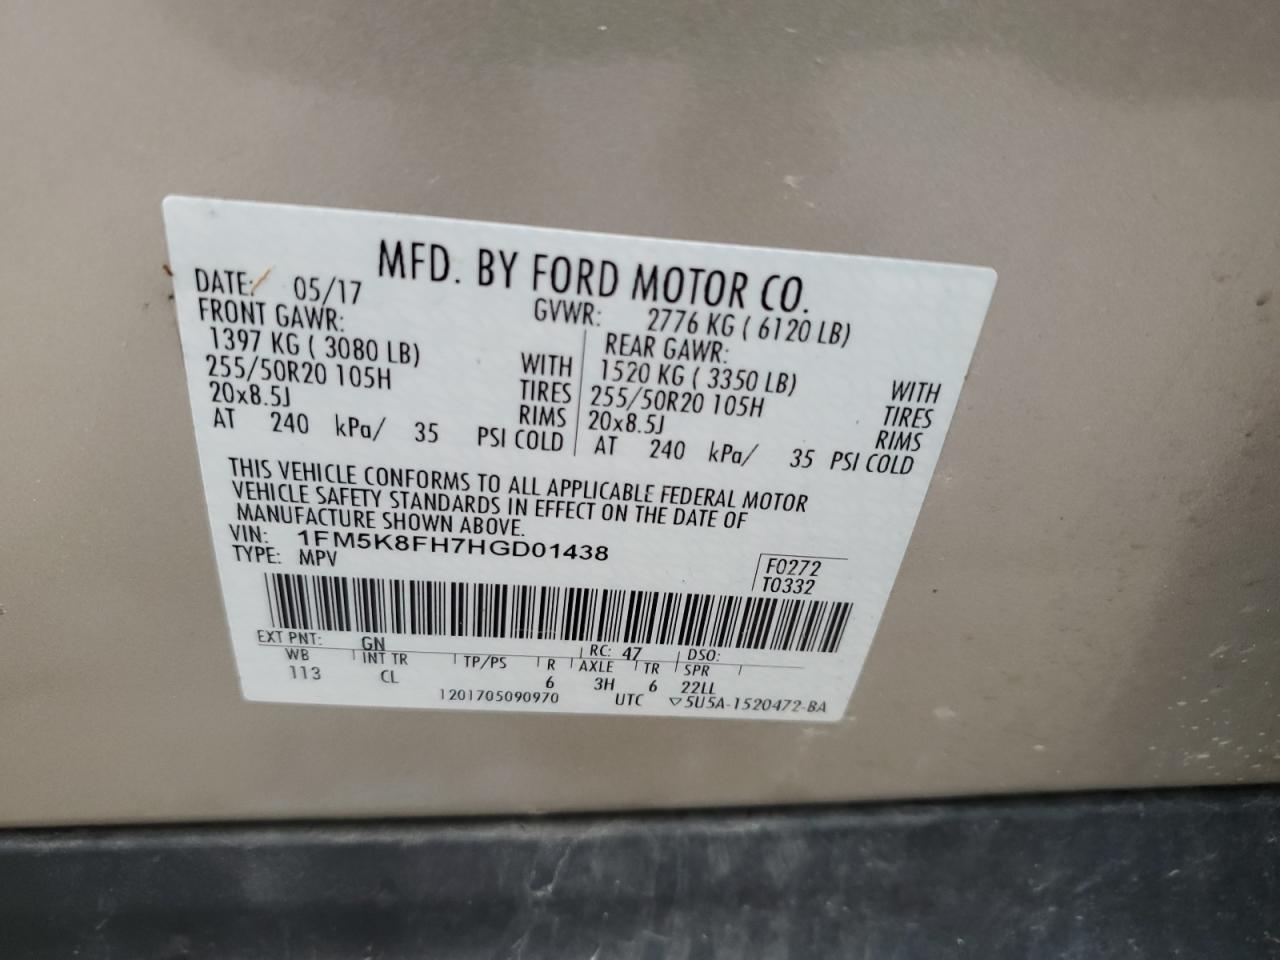 MFD. BY FORD MOTOR CO.
DATE: 05/17 GVWR: 2776 KG ( 6120 LB)
FRONT GAWR:
1397 KG ( 3080 LB) WITH
255/50R20 105H TIRES
20x8.5J RIMS
AT 240 kPa/ 35 PSI COLD
REAR GAWR:
1520 KG ( 3350 LB) WITH
255/50R20 105H TIRES
20x8.5J RIMS
AT 240 kPa/ 35 PSI COLD
THIS VEHICLE CONFORMS TO ALL APPLICABLE FEDERAL MOTOR
VEHICLE SAFETY STANDARDS IN EFFECT ON THE DATE OF
MANUFACTURE SHOWN ABOVE.
VIN: 1FM5K8FH7HGD01438
TYPE: MPV
F0272
T0332
EXT PNT: GN RC: 47 DSO:
WB INT TR TP/PS R AXLE TR SPR
113 CL 6 3H 6 22LL
1201705090970 UTC ▽5U5A-1520472-BA